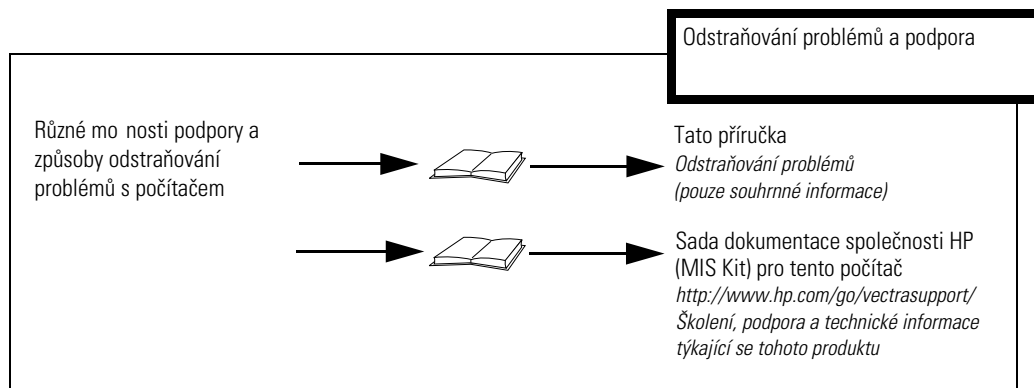 Odstraňování problémů a podpora
Různé mo nosti podpory a
způsoby odstraňování
problémů s počítačem
Tato příručka
Odstraňování problémů
(pouze souhrnné informace)
Sada dokumentace společnosti HP
(MIS Kit) pro tento počítač
http://www.hp.com/go/vectrasupport/
Školení, podpora a technické informace
týkající se tohoto produktu